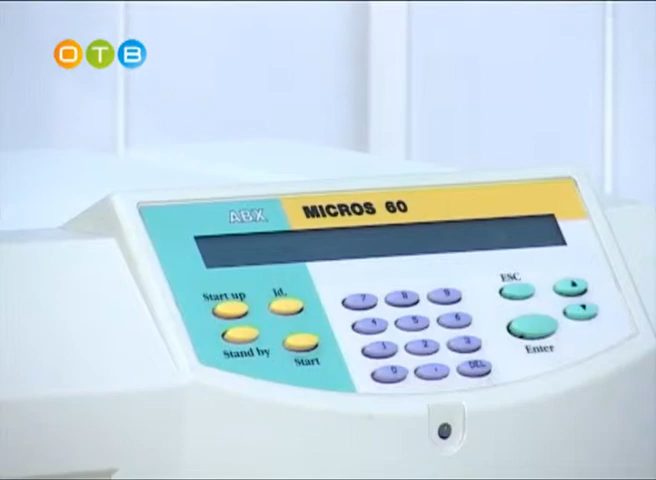 ОТВ
ABX MICROS 60
Start up id.
Stand by Start
7 8 9
4 5 6
1 2 3
0 . DEL
ESC
Enter